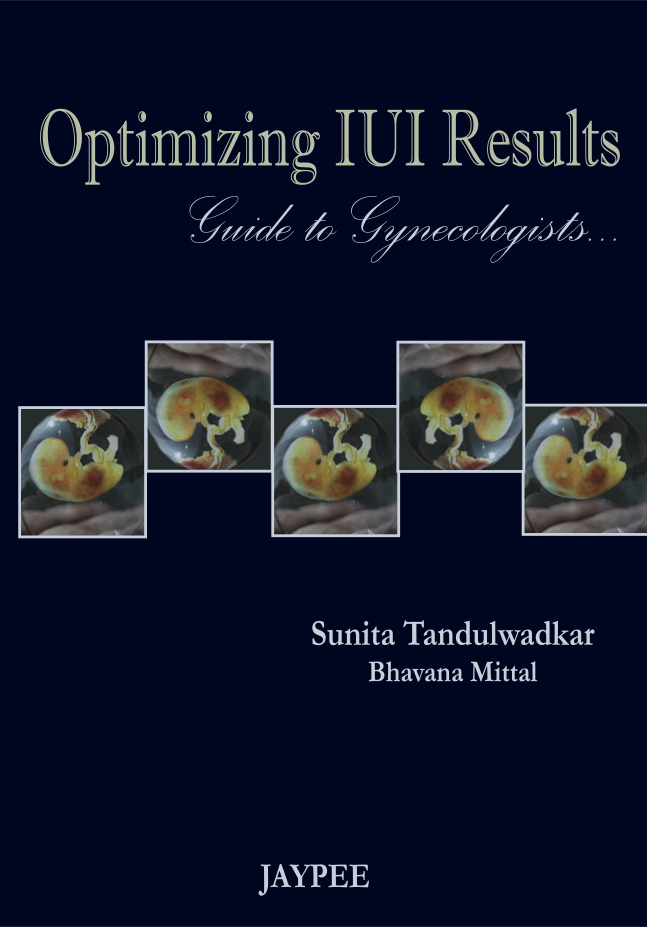 Optimizing IUI Results
Guide to Gynecologists...
Sunita Tandulwadkar
Bhavana Mittal
JAYPEE